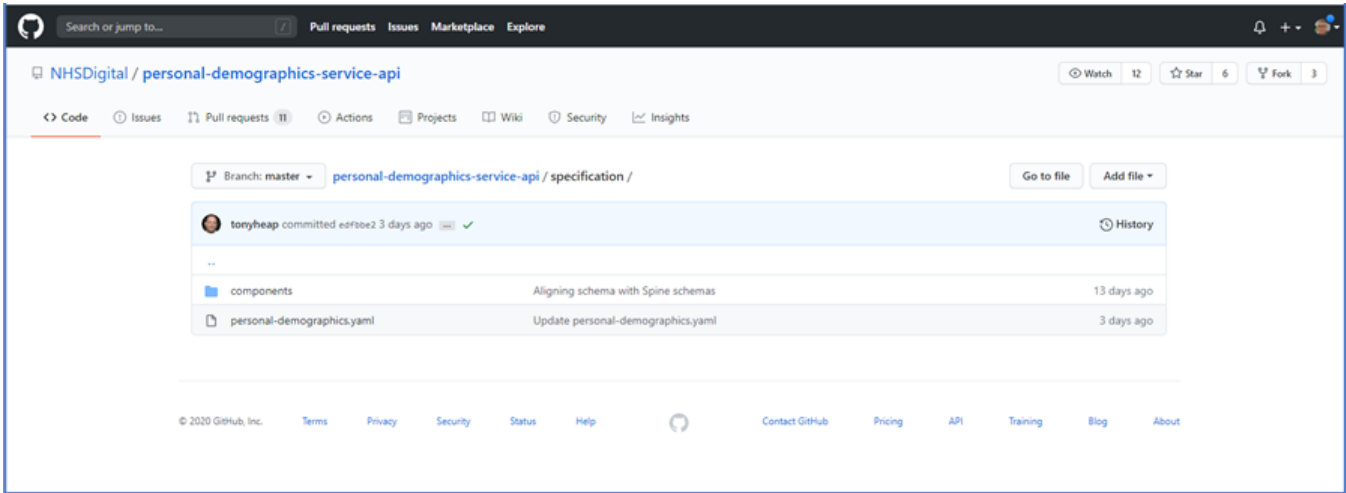 Search or jump to... / Pull requests Issues Marketplace Explore
NHSDigital / personal-demographics-service-api Watch 12 Star 6 Fork 3
Code Issues Pull requests 11 Actions Projects Wiki Security Insights
Branch: master personal-demographics-service-api / specification / Go to file Add file
tonyheap committed 3 days ago ... History
..
components Aligning schema with Spine schemas 13 days ago
personal-demographics.yaml Update personal-demographics.yaml 3 days ago
© 2020 GitHub, Inc. Terms Privacy Security Status Help Contact GitHub Pricing API Training Blog About